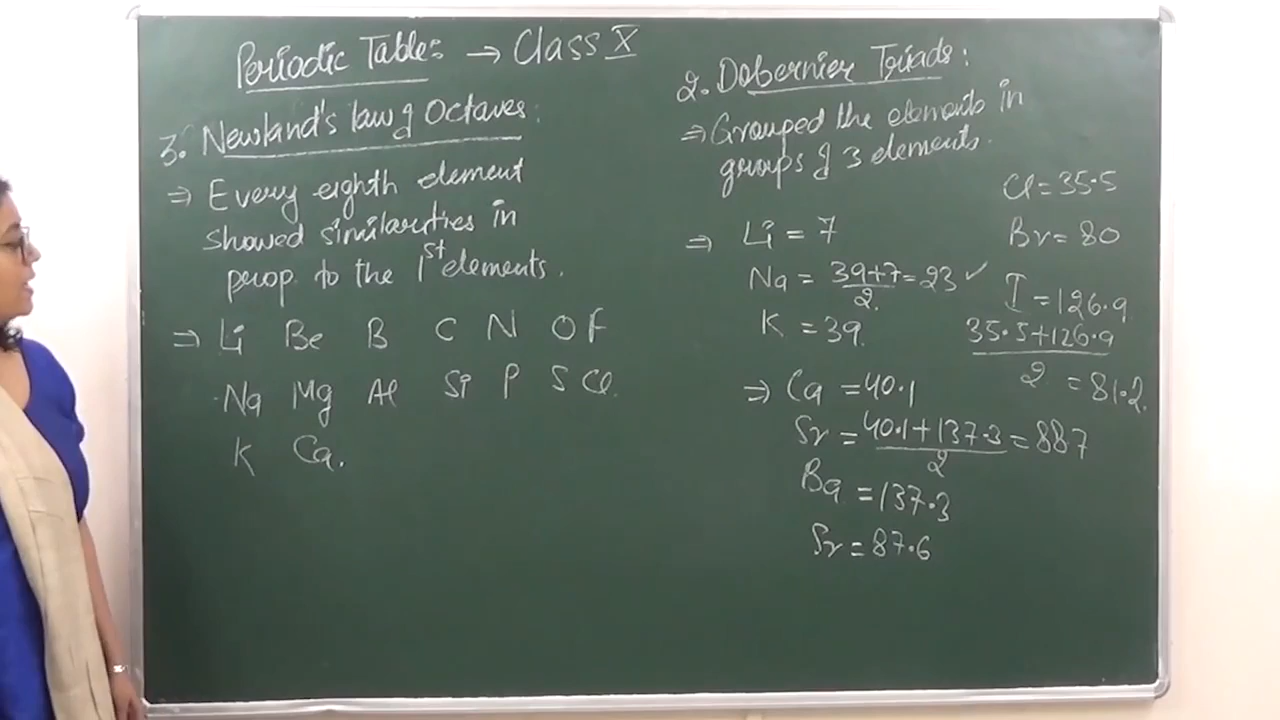 Periodic Table: → Class X
3. Newland's law of Octaves:
⇒ Every eighth element
showed similarities in
prop. to the 1st elements.
⇒ Li Be B C N O F
Na Mg Al Si P S Cl.
K Ca.
2. Dobernier Triads:
⇒ Grouped the elements in
groups of 3 elements.
⇒ Li = 7
Na = 39+7/2 = 23 ✓
K = 39.
Cl = 35.5
Br = 80
I = 126.9
35.5+126.9/2 = 81.2.
⇒ Ca = 40.1
Sr = 40.1+137.3/2 = 887
Ba = 137.3
Sr = 87.6